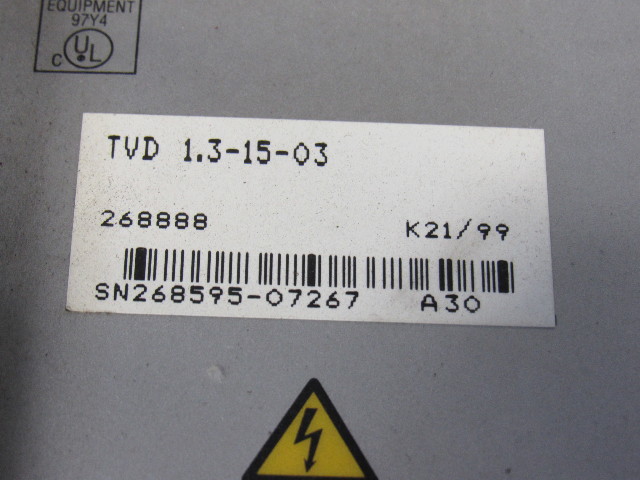 EQUIPMENT
97Y4
C UL
TVD 1.3-15-03
268888 K21/99
SN268595-07267 A30